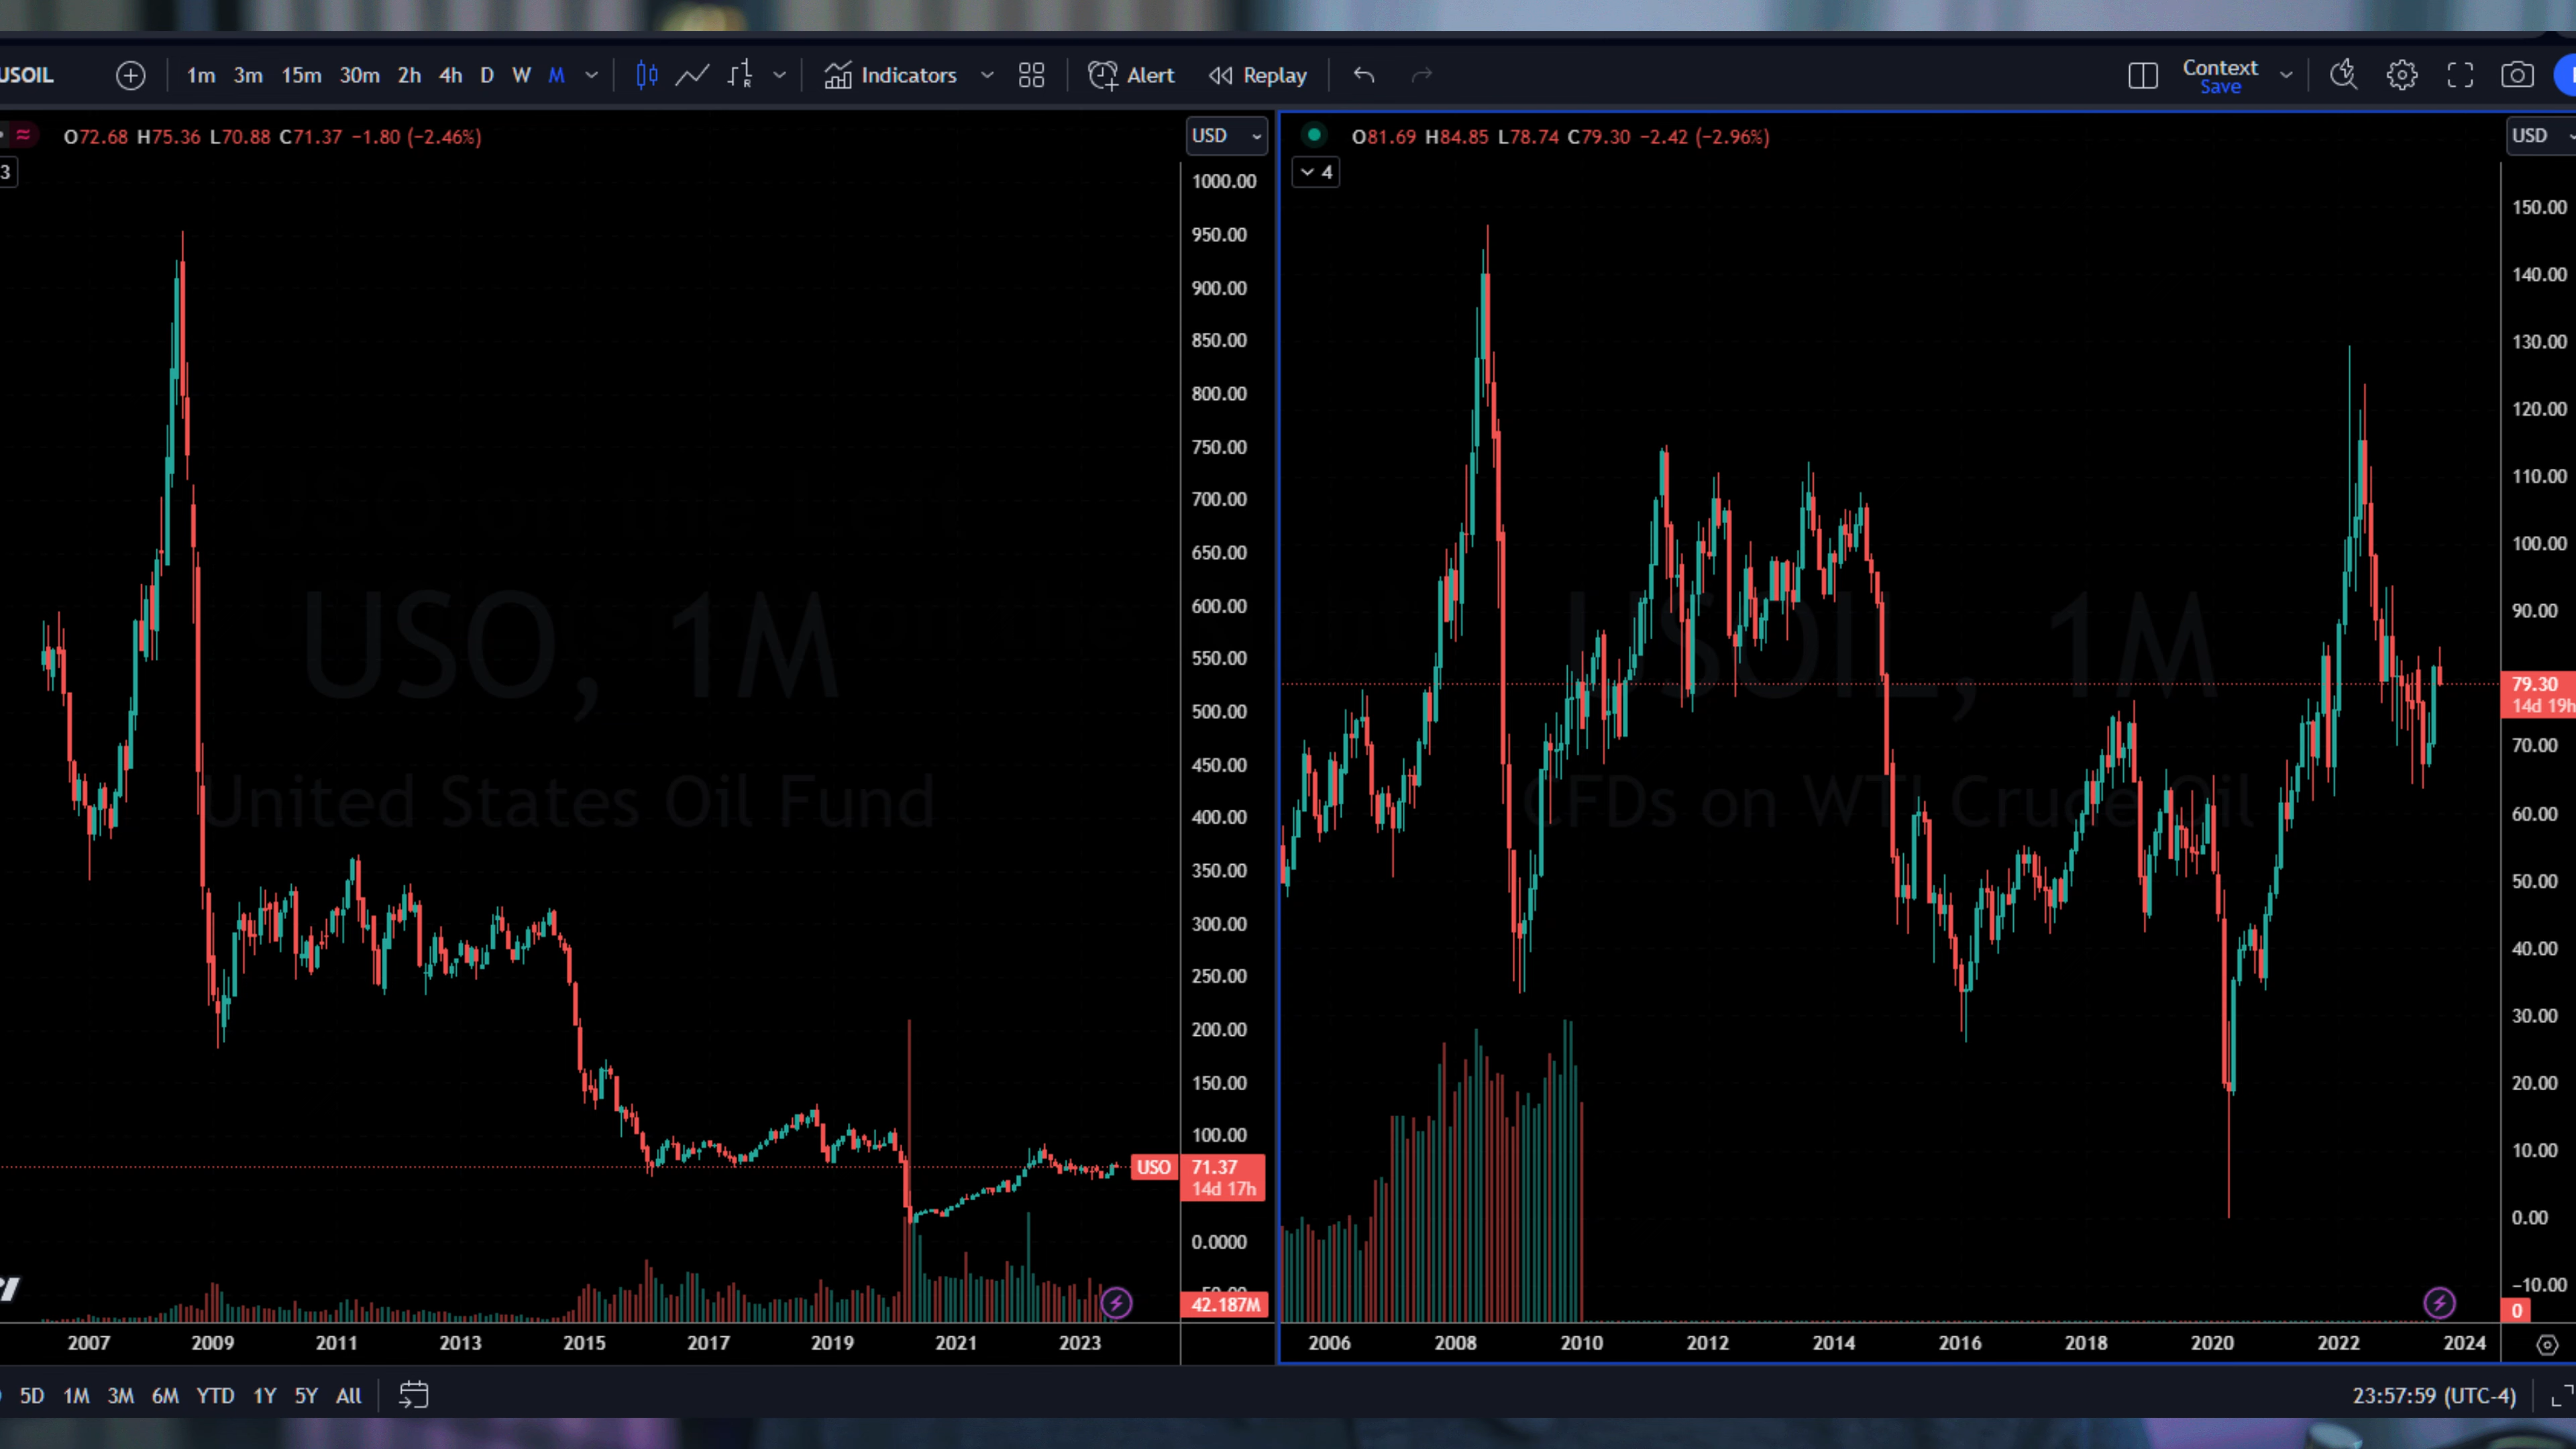 USOIL 1m 3m 15m 30m 2h 4h D W M Indicators Alert Replay Context
Save
O72.68 H75.36 L70.88 C71.37 −1.80 (−2.46%) USD
3
1000.00
950.00
900.00
850.00
800.00
750.00
700.00
650.00
600.00
550.00
500.00
450.00
400.00
350.00
300.00
250.00
200.00
150.00
100.00
USO 71.37
14d 17h
0.0000
42.187M
USO, 1M
United States Oil Fund
2007 2009 2011 2013 2015 2017 2019 2021 2023
O81.69 H84.85 L78.74 C79.30 −2.42 (−2.96%) USD
4
150.00
140.00
130.00
120.00
110.00
100.00
90.00
79.30
14d 19h
70.00
60.00
50.00
40.00
30.00
20.00
10.00
0.00
−10.00
0
USOIL, 1M
CFDs on WTI Crude Oil
2006 2008 2010 2012 2014 2016 2018 2020 2022 2024
5D 1M 3M 6M YTD 1Y 5Y All 23:57:59 (UTC-4)